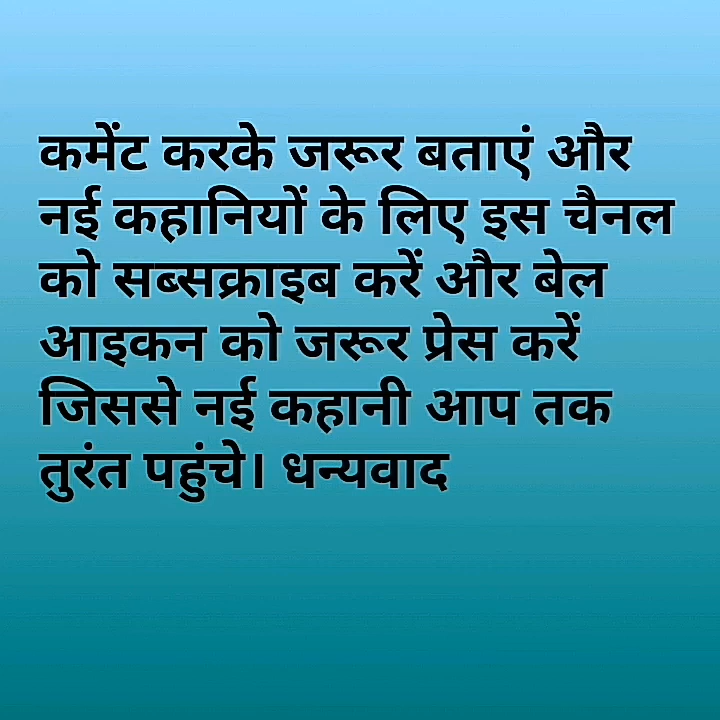 कमेंट करके जरूर बताएं और
नई कहानियों के लिए इस चैनल
को सब्सक्राइब करें और बेल
आइकन को जरूर प्रेस करें
जिससे नई कहानी आप तक
तुरंत पहुंचे। धन्यवाद